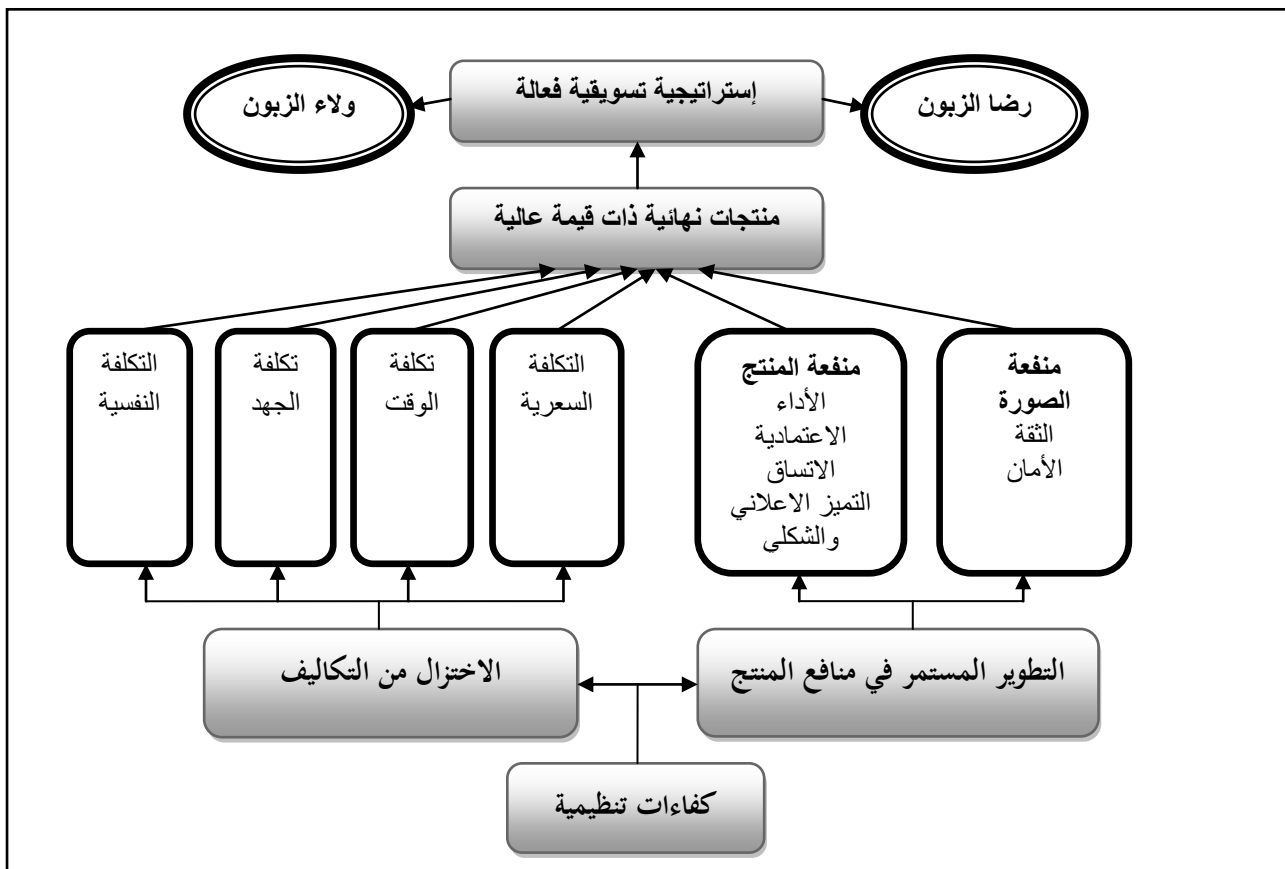 إستراتيجية تسويقية فعالة
رضا الزبون
ولاء الزبون
منتجات نهائية ذات قيمة عالية
منفعة
الصورة
الثقة
الأمان
منفعة المنتج
الأداء
الاعتمادية
الاتساق
التميز الاعلاني
والشكلي
التكلفة
السعرية
تكلفة
الوقت
تكلفة
الجهد
التكلفة
النفسية
التطوير المستمر في منافع المنتج
الاختزال من التكاليف
كفاءات تنظيمية